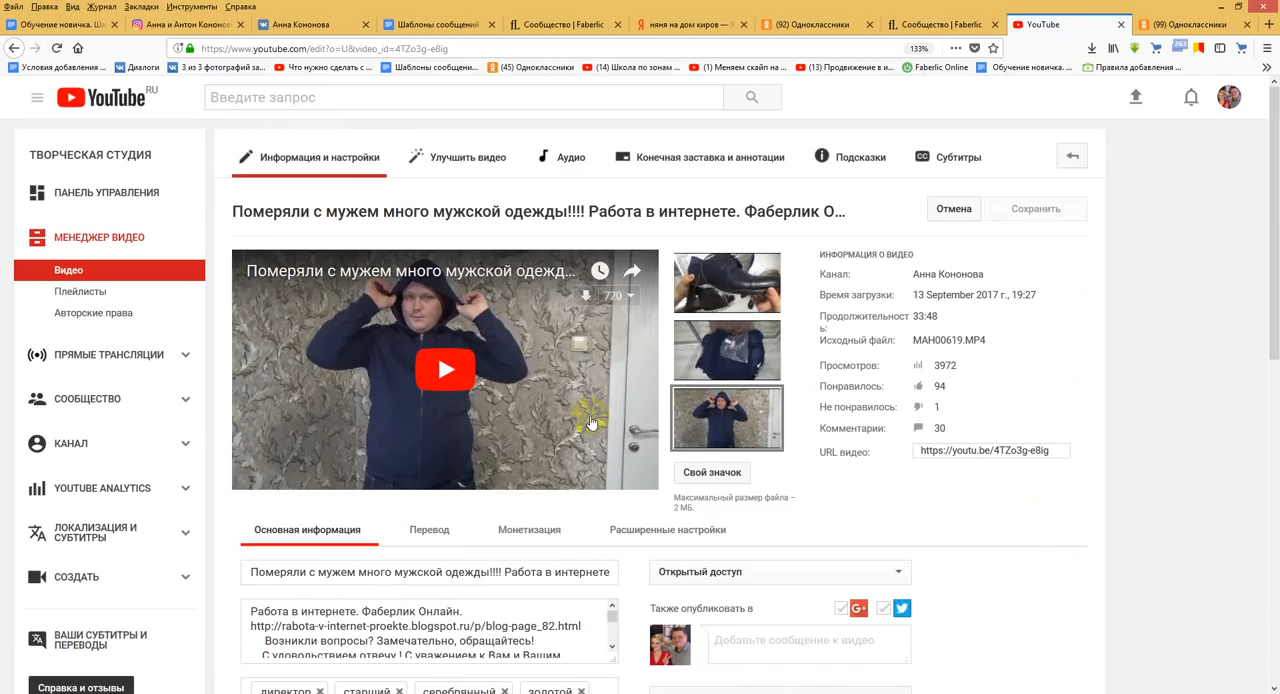 Файл Правка Вид Журнал Закладки Инструменты Справка
Обучение новичка. Ш
Анна и Антон Кононов
Анна Кононова
Шаблоны сообщений
Сообщество | Faberlic
няня на дом киров — Я
(92) Одноклассники
Сообщество | Faberlic
YouTube
(99) Одноклассники
https://www.youtube.com/edit?o=U&video_id=4TZo3g-e8ig
133%
263
Условия добавления ...
Диалоги
3 из 3 фотографий за...
Что нужно сделать с ...
Шаблоны сообщени...
(45) Одноклассники
(14) Школа по зонам ...
(1) Меняем скайп на...
(13) Продвижение в и...
Faberlic Online
Обучение новичка. ...
Правила добавления ...
YouTube RU
Введите запрос
ТВОРЧЕСКАЯ СТУДИЯ
ПАНЕЛЬ УПРАВЛЕНИЯ
МЕНЕДЖЕР ВИДЕО
Видео
Плейлисты
Авторские права
ПРЯМЫЕ ТРАНСЛЯЦИИ
СООБЩЕСТВО
КАНАЛ
YOUTUBE ANALYTICS
ЛОКАЛИЗАЦИЯ И
СУБТИТРЫ
СОЗДАТЬ
ВАШИ СУБТИТРЫ И
ПЕРЕВОДЫ
Справка и отзывы
Информация и настройки
Улучшить видео
Аудио
Конечная заставка и аннотации
Подсказки
CC Субтитры
Померяли с мужем много мужской одежды!!!! Работа в интернете. Фаберлик О...
Отмена
Сохранить
Померяли с мужем много мужской одежд...
720
Свой значок
Максимальный размер файла –
2 МБ.
ИНФОРМАЦИЯ О ВИДЕО
Канал: Анна Кононова
Время загрузки: 13 September 2017 г., 19:27
Продолжительност
ь: 33:48
Исходный файл: MAH00619.MP4
Просмотров: 3972
Понравилось: 94
Не понравилось: 1
Комментарии: 30
URL видео: https://youtu.be/4TZo3g-e8ig
Основная информация
Перевод
Монетизация
Расширенные настройки
Померяли с мужем много мужской одежды!!!! Работа в интернете
Работа в интернете. Фаберлик Онлайн.
http://rabota-v-internet-proekte.blogspot.ru/p/blog-page_82.html
Возникли вопросы? Замечательно, обращайтесь!
С удовольствием отвечу ! С уважением к Вам и Вашим
директор
старший
серебрянный
золотой
Открытый доступ
Также опубликовать в
G+
Добавьте сообщение к видео